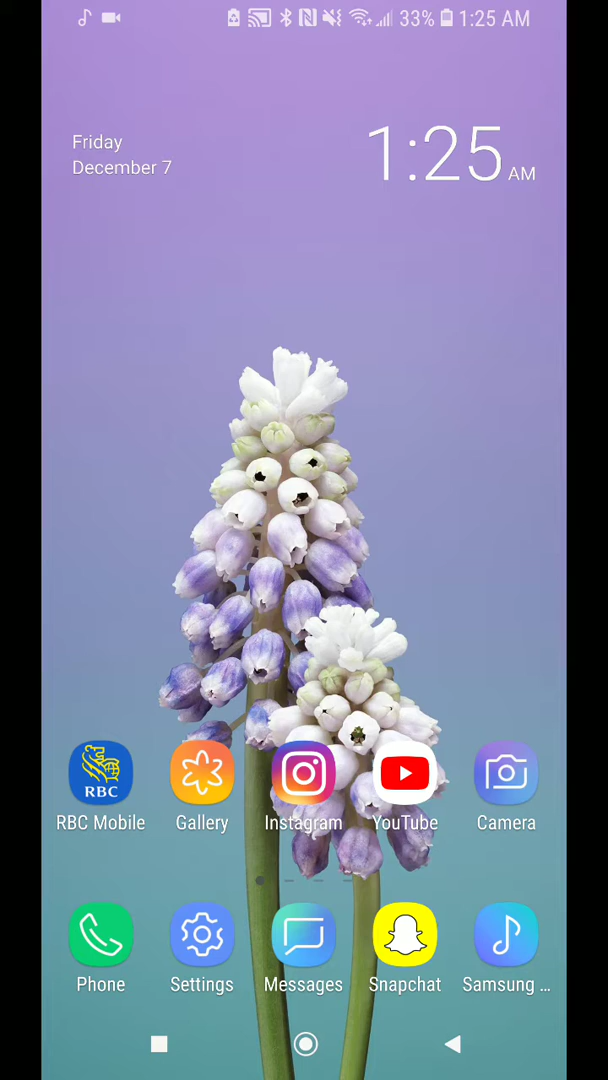 33% 1:25 AM
Friday
December 7
1:25 AM
RBC
RBC Mobile
Gallery
Instagram
YouTube
Camera
Phone
Settings
Messages
Snapchat
Samsung ...